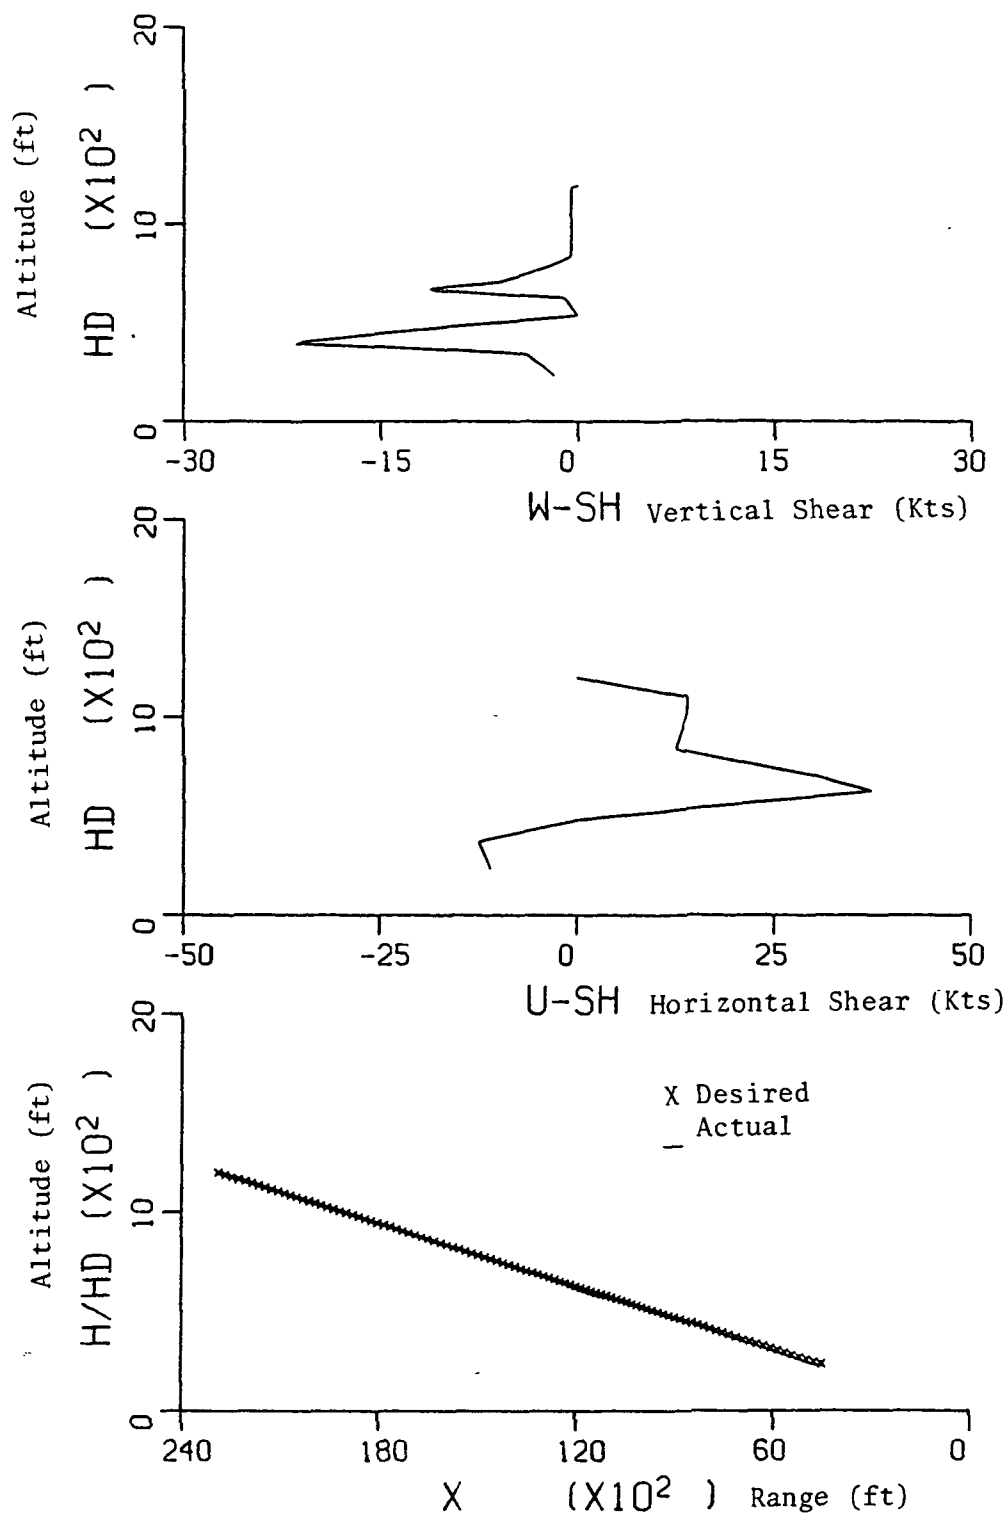 Altitude (ft)
HD (X10²)
20
10
0
-30 -15 0 15 30
W-SH Vertical Shear (Kts)
Altitude (ft)
HD (X10²)
20
10
0
-50 -25 0 25 50
U-SH Horizontal Shear (Kts)
Altitude (ft)
H/HD (X10²)
20
10
0
X Desired
_ Actual
240 180 120 60 0
X (X10²) Range (ft)